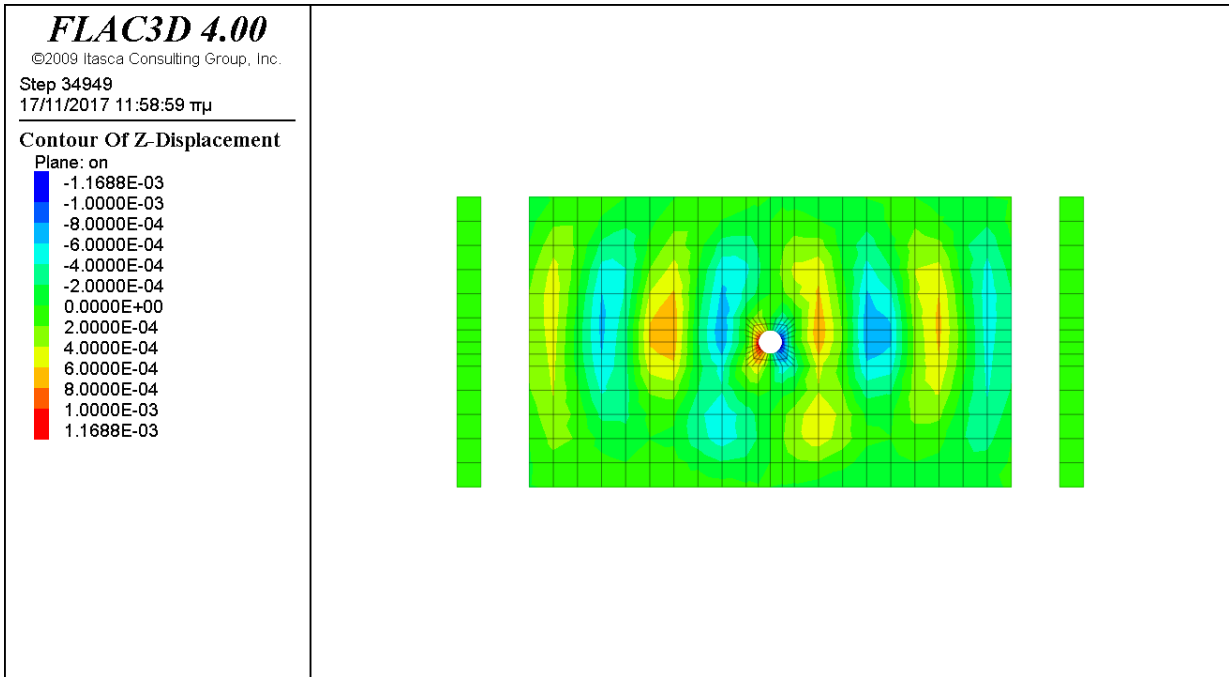 FLAC3D 4.00
©2009 Itasca Consulting Group, Inc.
Step 34949
17/11/2017 11:58:59 πμ
Contour Of Z-Displacement
Plane: on
-1.1688E-03
-1.0000E-03
-8.0000E-04
-6.0000E-04
-4.0000E-04
-2.0000E-04
0.0000E+00
2.0000E-04
4.0000E-04
6.0000E-04
8.0000E-04
1.0000E-03
1.1688E-03